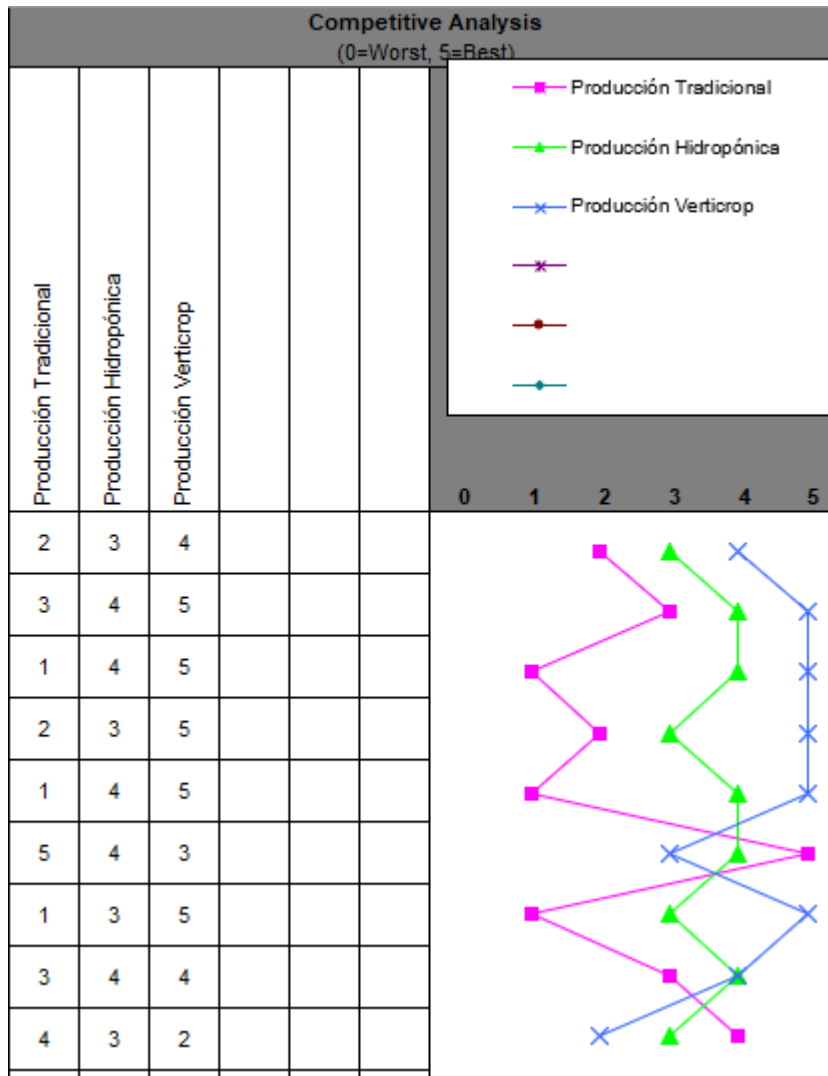 Competitive Analysis
(0=Worst, 5=Best)
Producción Tradicional
Producción Hidropónica
Producción Verticrop
Producción Tradicional
Producción Hidropónica
Producción Verticrop
0 1 2 3 4 5
2 3 4
3 4 5
1 4 5
2 3 5
1 4 5
5 4 3
1 3 5
3 4 4
4 3 2